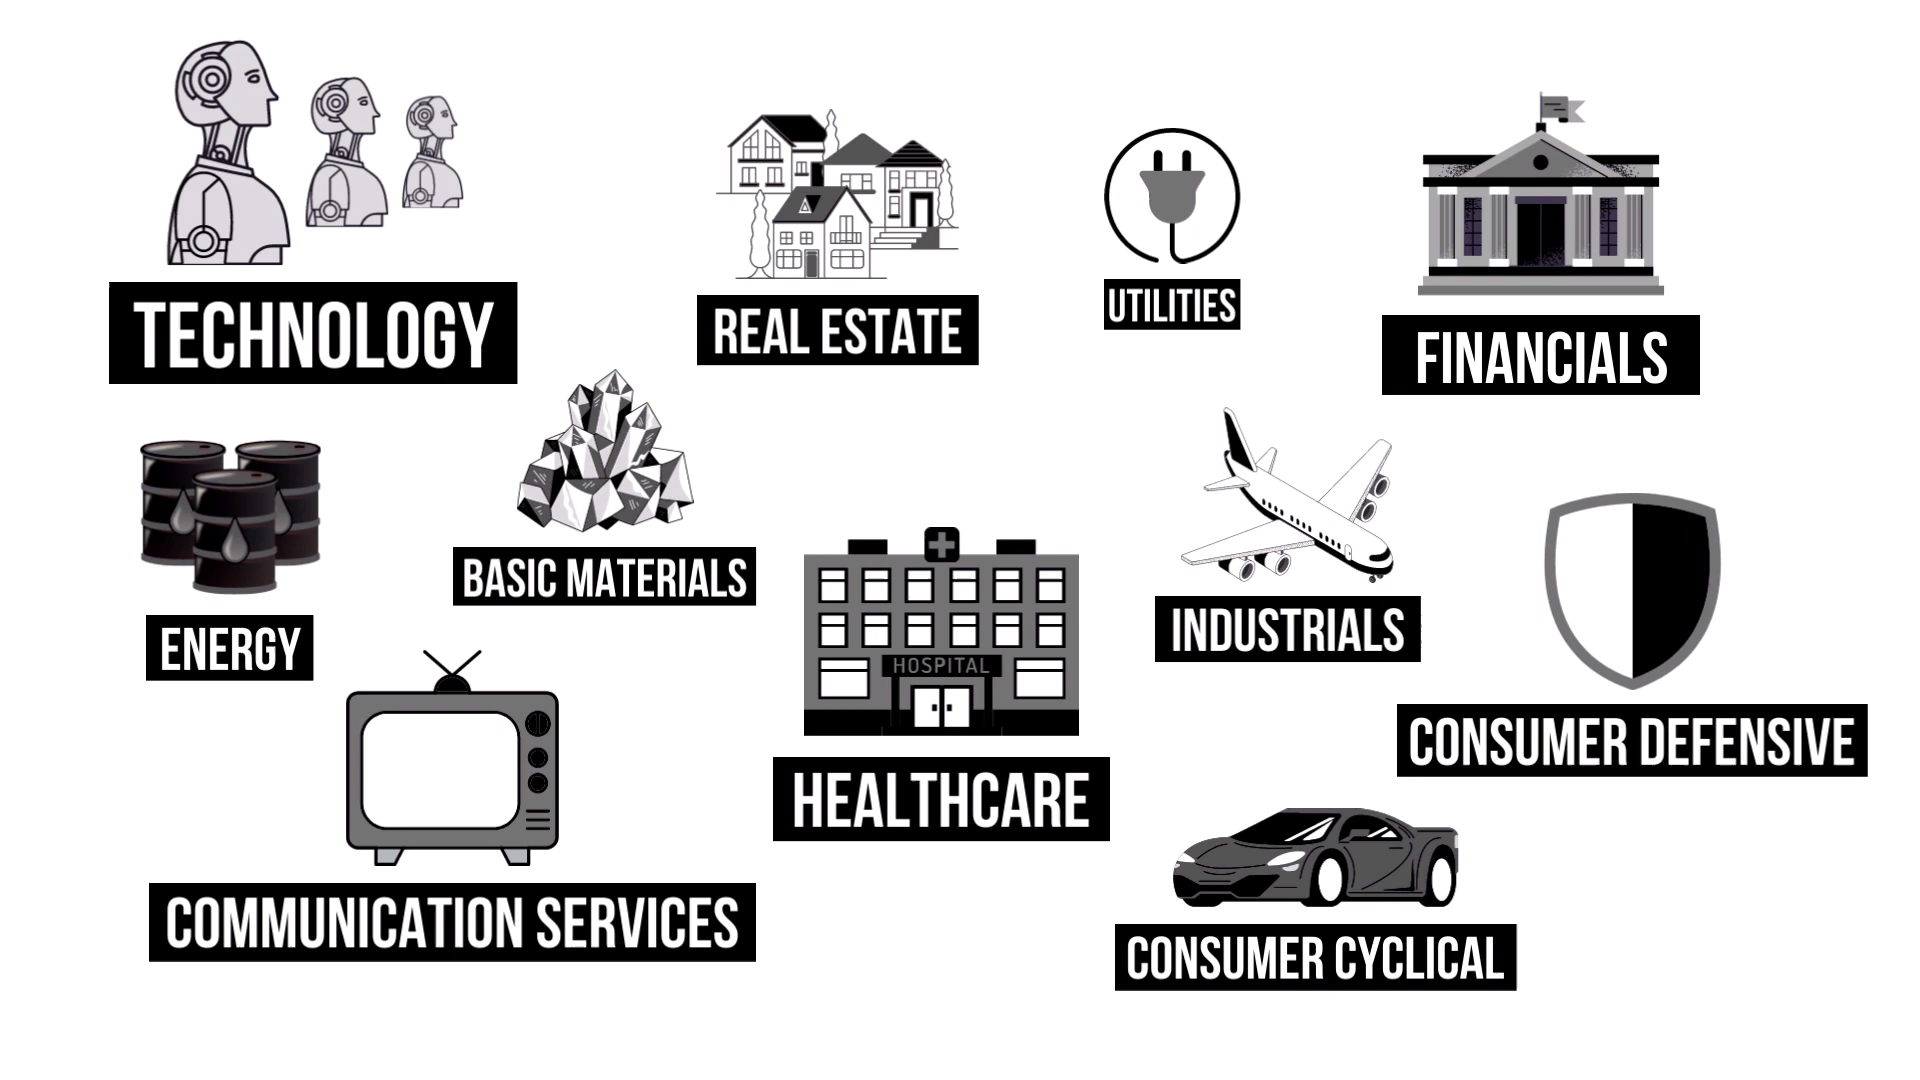 TECHNOLOGY
REAL ESTATE
UTILITIES
FINANCIALS
ENERGY
BASIC MATERIALS
HOSPITAL
HEALTHCARE
INDUSTRIALS
CONSUMER DEFENSIVE
COMMUNICATION SERVICES
CONSUMER CYCLICAL